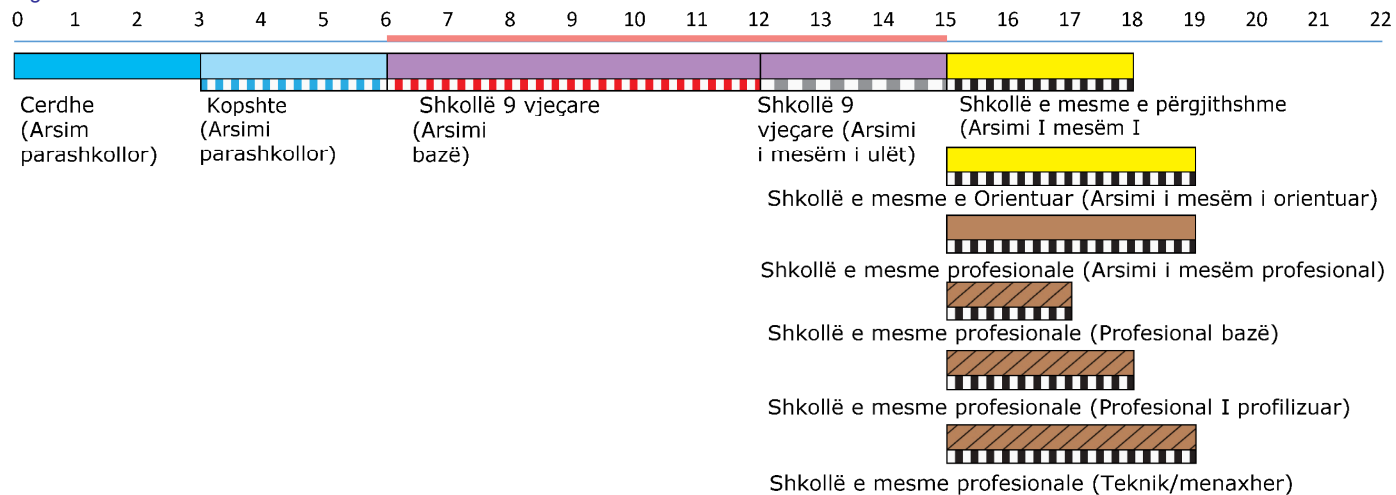 0 1 2 3 4 5 6 7 8 9 10 11 12 13 14 15 16 17 18 19 20 21 22
Cerdhe
(Arsim
parashkollor)
Kopshte
(Arsimi
parashkollor)
Shkollë 9 vjeçare
(Arsimi
bazë)
Shkollë 9
vjeçare (Arsimi
i mesëm i ulët)
Shkollë e mesme e përgjithshme
(Arsimi I mesëm I
Shkollë e mesme e Orientuar (Arsimi i mesëm i orientuar)
Shkollë e mesme profesionale (Arsimi i mesëm profesional)
Shkollë e mesme profesionale (Profesional bazë)
Shkollë e mesme profesionale (Profesional I profilizuar)
Shkollë e mesme profesionale (Teknik/menaxher)